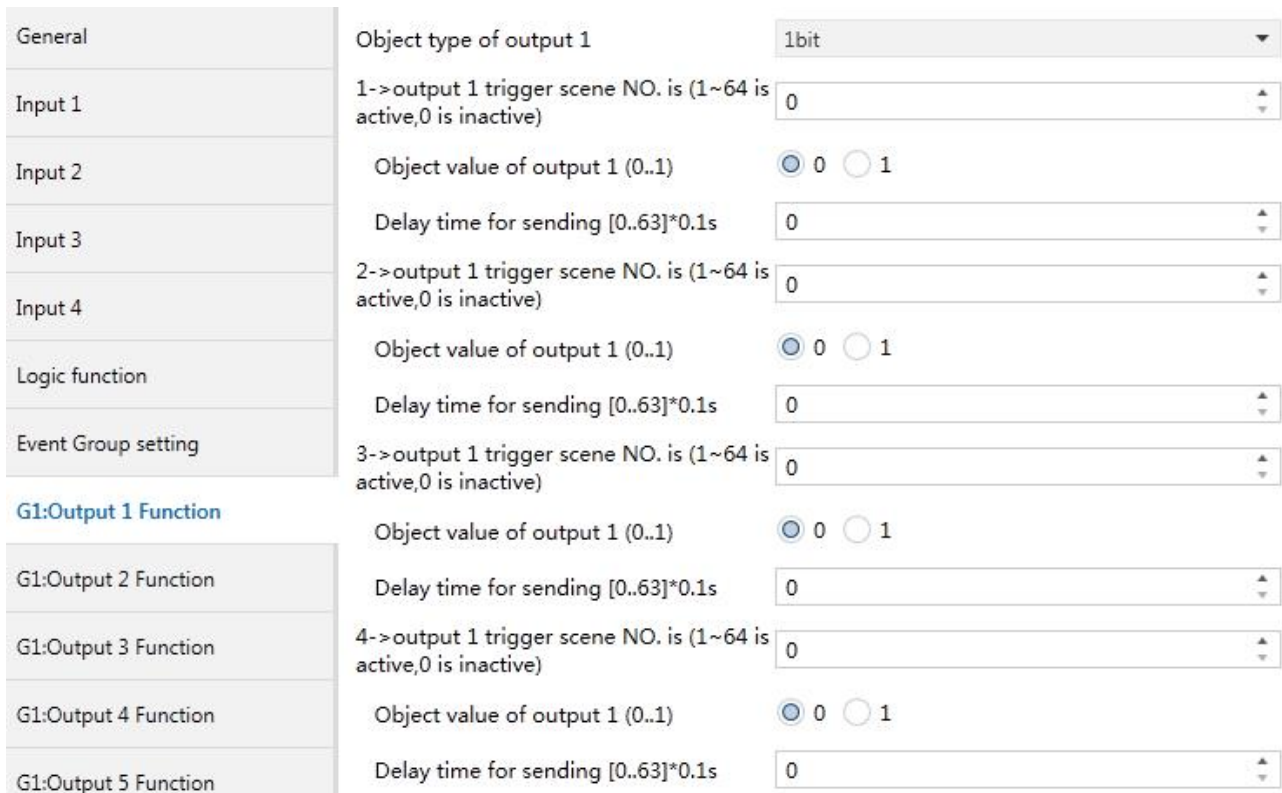 General
Input 1
Input 2
Input 3
Input 4
Logic function
Event Group setting
G1:Output 1 Function
G1:Output 2 Function
G1:Output 3 Function
G1:Output 4 Function
G1:Output 5 Function
Object type of output 1 1bit
1->output 1 trigger scene NO. is (1~64 is
active,0 is inactive) 0
Object value of output 1 (0..1) 0 1
Delay time for sending [0..63]*0.1s 0
2->output 1 trigger scene NO. is (1~64 is
active,0 is inactive) 0
Object value of output 1 (0..1) 0 1
Delay time for sending [0..63]*0.1s 0
3->output 1 trigger scene NO. is (1~64 is
active,0 is inactive) 0
Object value of output 1 (0..1) 0 1
Delay time for sending [0..63]*0.1s 0
4->output 1 trigger scene NO. is (1~64 is
active,0 is inactive) 0
Object value of output 1 (0..1) 0 1
Delay time for sending [0..63]*0.1s 0